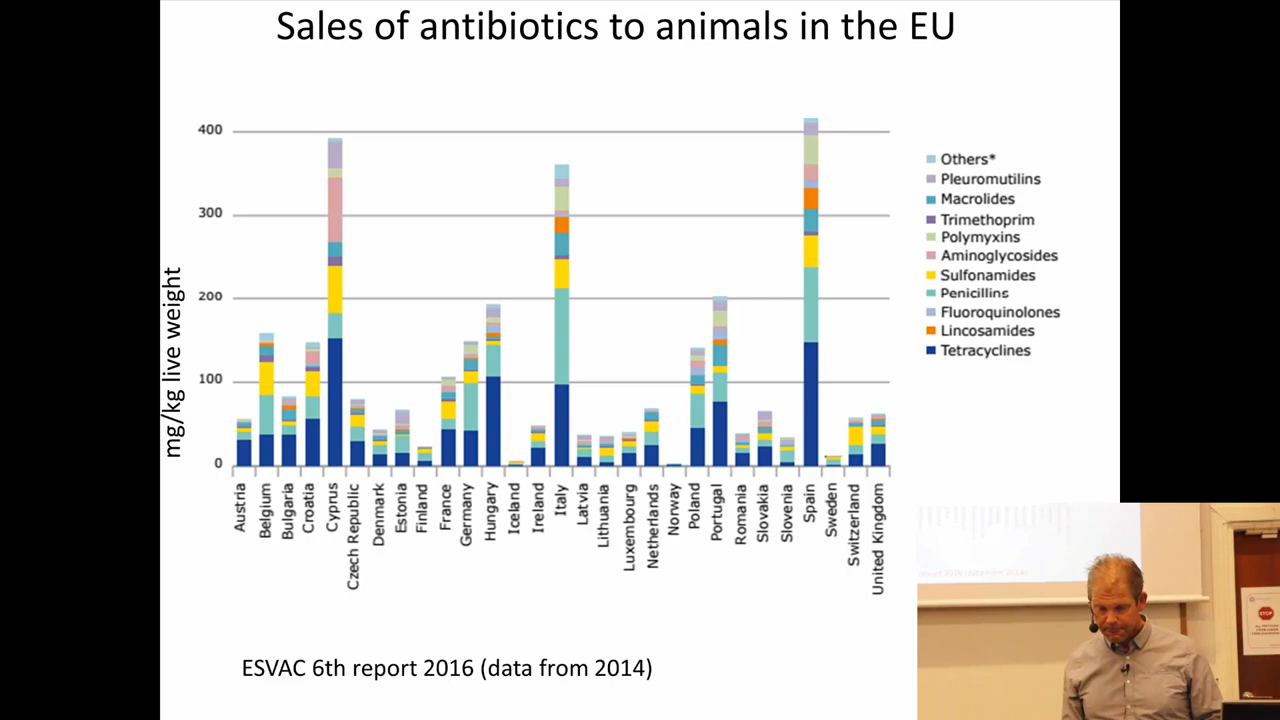 Sales of antibiotics to animals in the EU
mg/kg live weight
400
300
200
100
0
Others*
Pleuromutilins
Macrolides
Trimethoprim
Polymyxins
Aminoglycosides
Sulfonamides
Penicillins
Fluoroquinolones
Lincosamides
Tetracyclines
Austria
Belgium
Bulgaria
Croatia
Cyprus
Czech Republic
Denmark
Estonia
Finland
France
Germany
Hungary
Iceland
Ireland
Italy
Latvia
Lithuania
Luxembourg
Netherlands
Norway
Poland
Portugal
Romania
Slovakia
Slovenia
Spain
Sweden
Switzerland
United Kingdom
ESVAC 6th report 2016 (data from 2014)
STOP